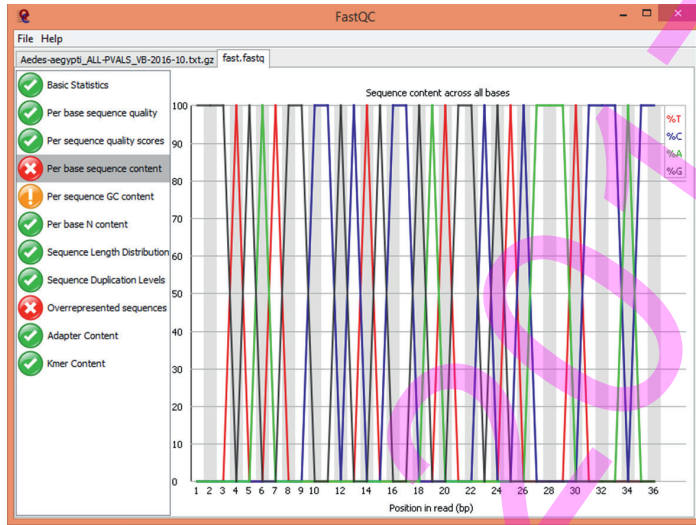 FastQC
File Help
Aedes-aegypti_ALL-PVALS_VB-2016-10.txt.gz fast.fastq
Basic Statistics
Per base sequence quality
Per sequence quality scores
Per base sequence content
Per sequence GC content
Per base N content
Sequence Length Distribution
Sequence Duplication Levels
Overrepresented sequences
Adapter Content
Kmer Content
Sequence content across all bases
100
90
80
70
60
50
40
30
20
10
0
%T
%C
%A
%G
1 2 3 4 5 6 7 8 9 10 12 14 16 18 20 22 24 26 28 30 32 34 36
Position in read (bp)